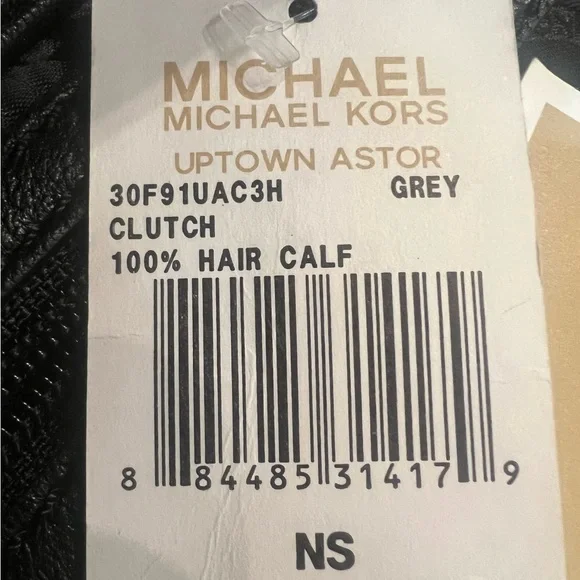 MICHAEL
MICHAEL KORS
UPTOWN ASTOR
30F91UAC3H GREY
CLUTCH
100% HAIR CALF
8 84485 31417 9
NS